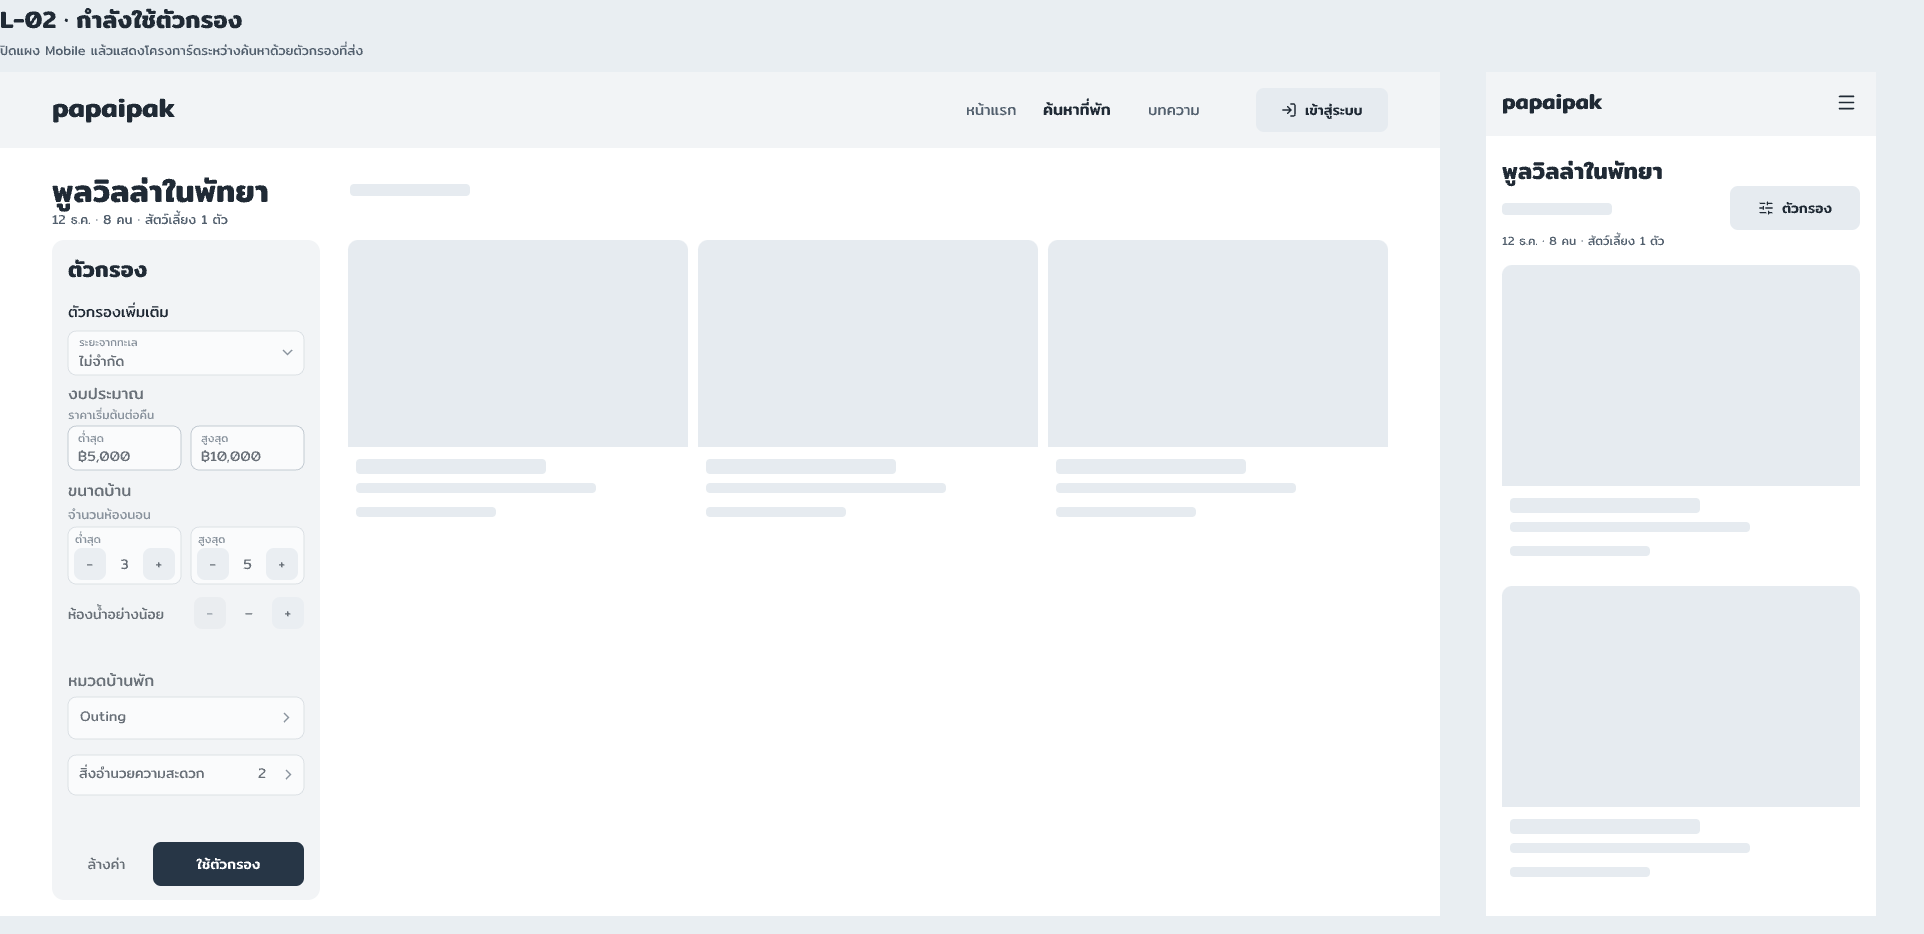 L-02 · กำลังใช้ตัวกรอง
ปิดแผง Mobile แล้วแสดงโครงการ์ดระหว่างค้นหาด้วยตัวกรองที่ส่ง
papaipak
หน้าแรก
ค้นหาที่พัก
บทความ
เข้าสู่ระบบ
พูลวิลล่าในพัทยา
12 ธ.ค. · 8 คน · สัตว์เลี้ยง 1 ตัว
ตัวกรอง
ตัวกรองเพิ่มเติม
ระยะจากทะเล
ไม่จำกัด
งบประมาณ
ราคาเริ่มต้นต่อคืน
ต่ำสุด
฿5,000
สูงสุด
฿10,000
ขนาดบ้าน
จำนวนห้องนอน
ต่ำสุด
- 3 +
สูงสุด
- 5 +
ห้องน้ำอย่างน้อย - – +
หมวดบ้านพัก
Outing
สิ่งอำนวยความสะดวก 2
ล้างค่า
ใช้ตัวกรอง
papaipak
พูลวิลล่าในพัทยา
ตัวกรอง
12 ธ.ค. · 8 คน · สัตว์เลี้ยง 1 ตัว